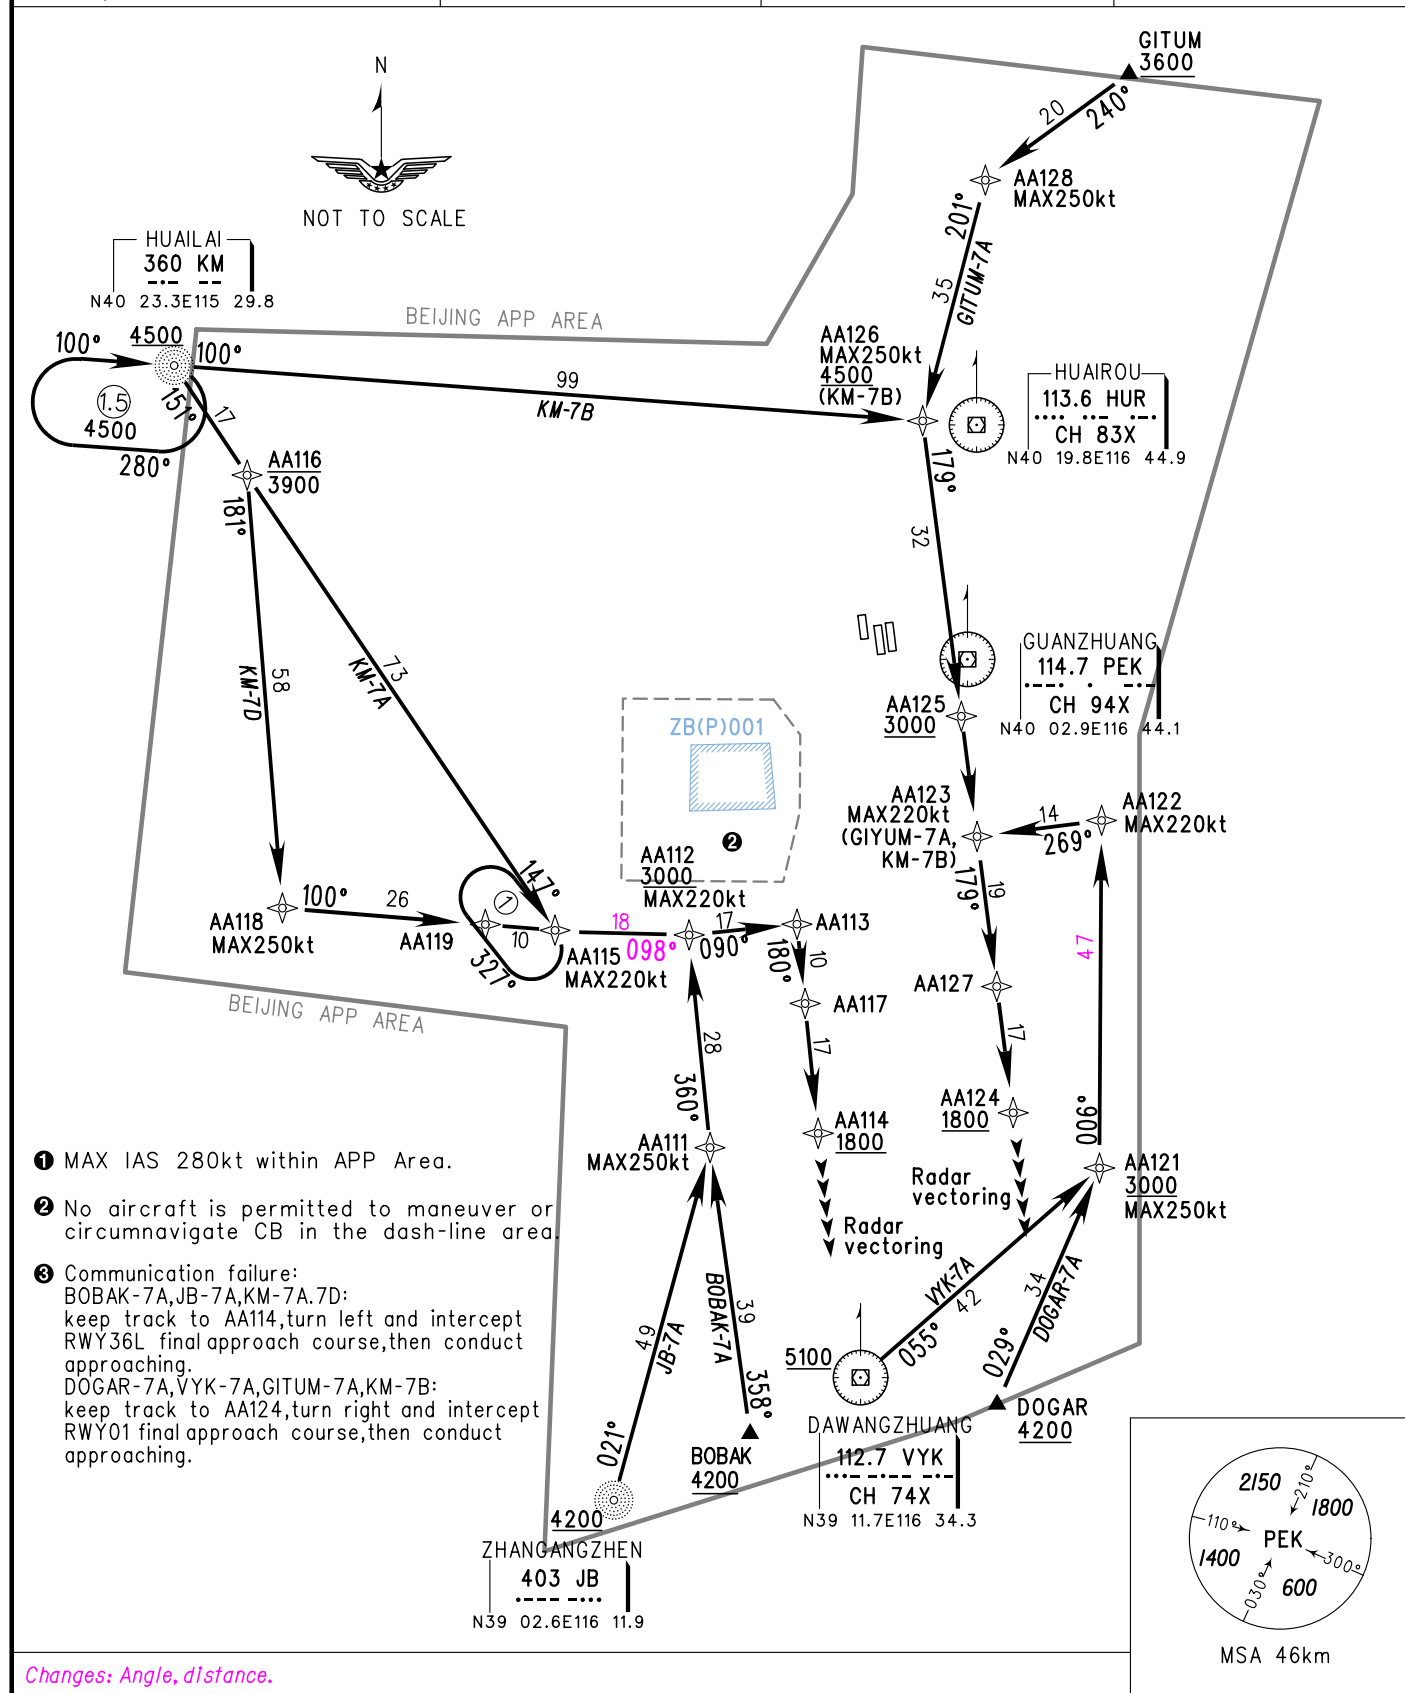 GITUM
3600
20
240°
N
NOT TO SCALE
AA128
MAX250kt
201°
35
GITUM-7A
HUAILAI
360 KM
N40 23.3E115 29.8
BEIJING APP AREA
4500
100°
100°
1.5
4500
280°
151°
17
99
KM-7B
AA126
MAX250kt
4500
(KM-7B)
HUAIROU
113.6 HUR
CH 83X
N40 19.8E116 44.9
179°
32
AA116
3900
181°
58
KM-7D
73
KM-7A
147°
GUANZHUANG
114.7 PEK
CH 94X
N40 02.9E116 44.1
AA125
3000
ZB(P)001
❷
AA123
MAX220kt
(GIYUM-7A,
KM-7B)
14
269°
AA122
MAX220kt
179°
19
AA112
3000
MAX220kt
AA118
MAX250kt
100°
26
AA119
1
10
327°
AA115
MAX220kt
18
098°
17
090°
AA113
180°
10
AA117
17
AA127
17
47
BEIJING APP AREA
28
360°
AA111
MAX250kt
AA114
1800
Radar
vectoring
AA124
1800
Radar
vectoring
006°
AA121
3000
MAX250kt
❶ MAX IAS 280kt within APP Area.
❷ No aircraft is permitted to maneuver or
circumnavigate CB in the dash-line area.
❸ Communication failure:
BOBAK-7A,JB-7A,KM-7A.7D:
keep track to AA114,turn left and intercept
RWY36L final approach course,then conduct
approaching.
DOGAR-7A,VYK-7A,GITUM-7A,KM-7B:
keep track to AA124,turn right and intercept
RWY01 final approach course,then conduct
approaching.
49
JB-7A
021°
39
BOBAK-7A
358°
BOBAK
4200
VYK-7A
42
055°
34
DOGAR-7A
029°
5100
DAWANGZHUANG
112.7 VYK
CH 74X
N39 11.7E116 34.3
DOGAR
4200
4200
ZHANGANGZHEN
403 JB
N39 02.6E116 11.9
2150
210°
1800
110°
PEK
1400
300°
030°
600
MSA 46km
Changes: Angle, distance.